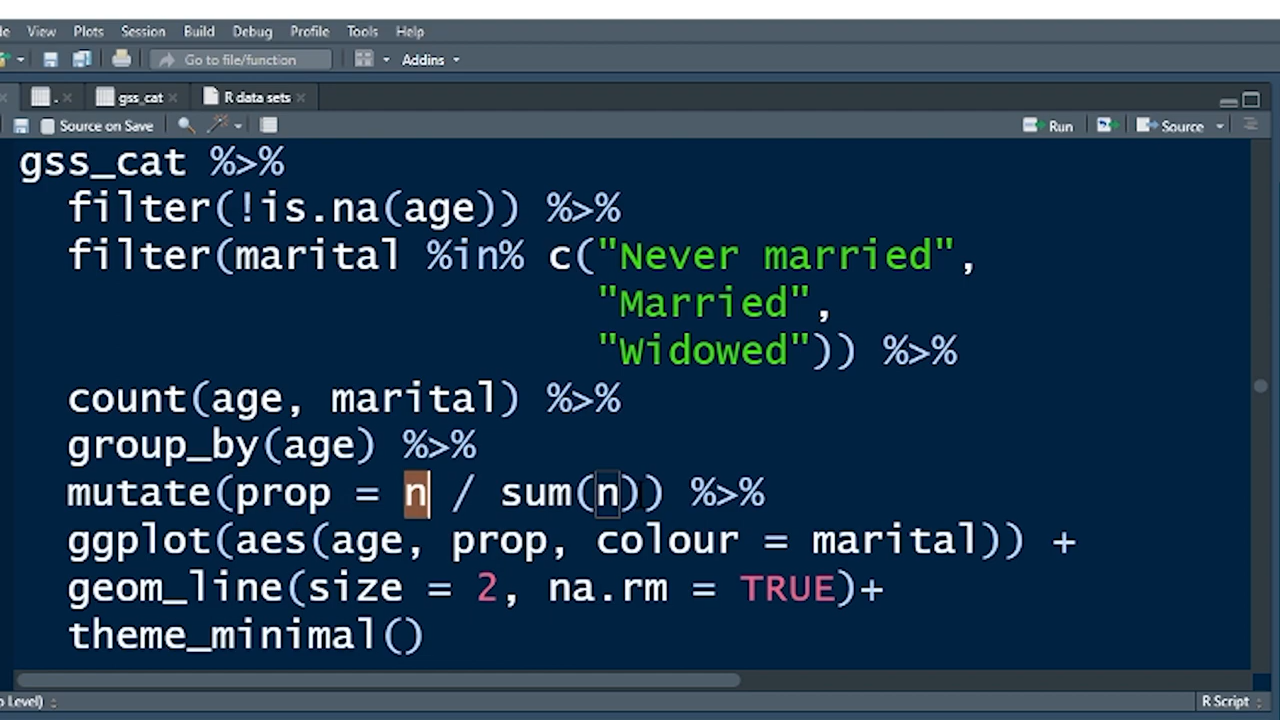 View Plots Session Build Debug Profile Tools Help
Go to file/function Addins
. gss_cat R data sets
Source on Save Run Source
gss_cat %>%
filter(!is.na(age)) %>%
filter(marital %in% c("Never married",
"Married",
"Widowed")) %>%
count(age, marital) %>%
group_by(age) %>%
mutate(prop = n / sum(n)) %>%
ggplot(aes(age, prop, colour = marital)) +
geom_line(size = 2, na.rm = TRUE)+
theme_minimal()
Level) R Script